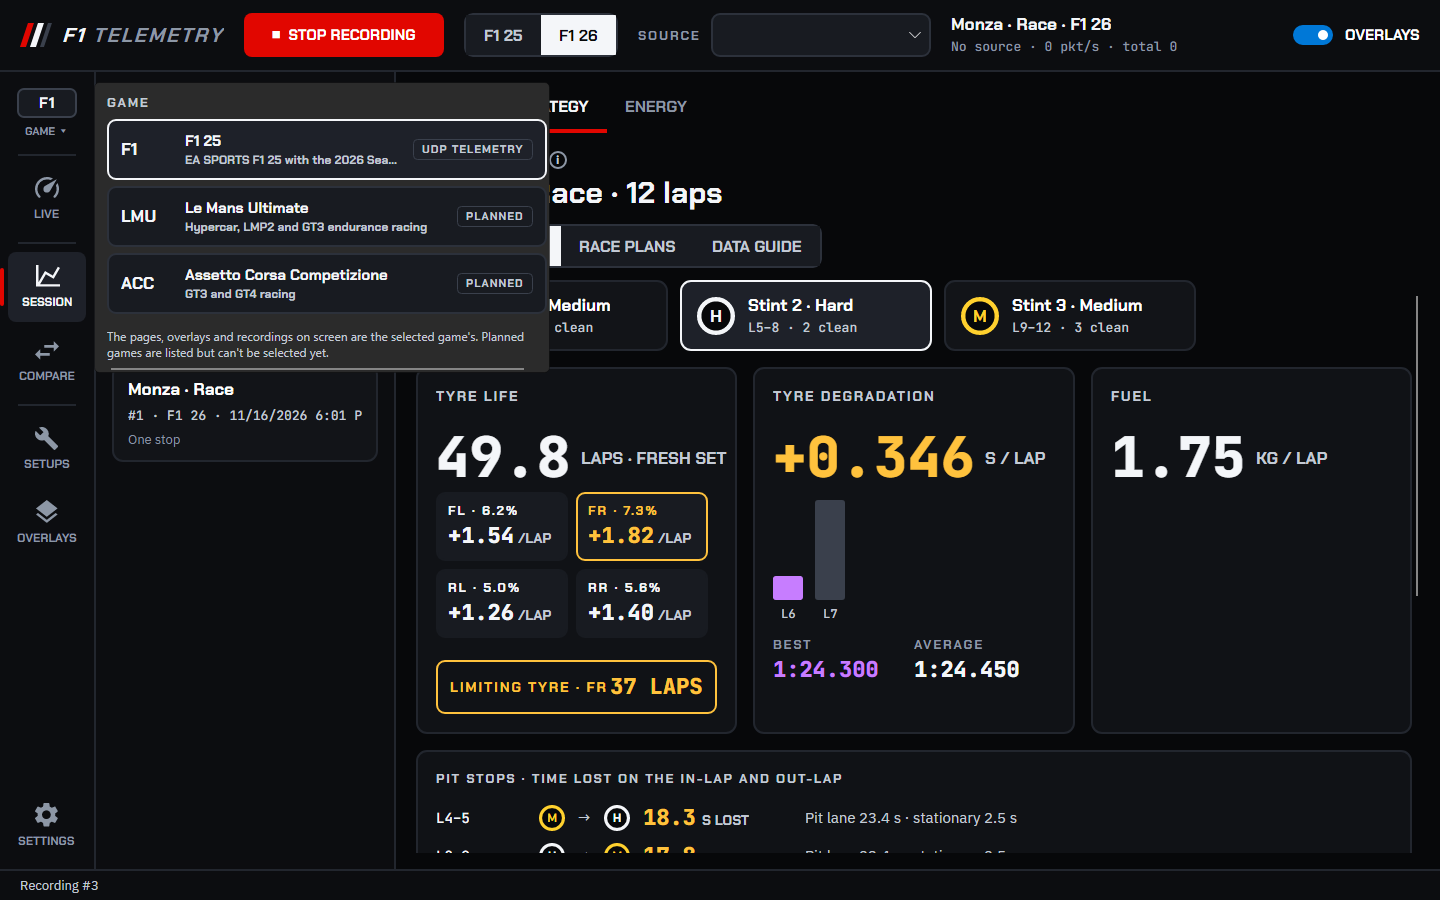 F1 TELEMETRY
STOP RECORDING
F1 25
F1 26
SOURCE
Monza · Race · F1 26
No source · 0 pkt/s · total 0
OVERLAYS
F1
GAME
LIVE
SESSION
COMPARE
SETUPS
OVERLAYS
SETTINGS
GAME
F1
F1 25
EA SPORTS F1 25 with the 2026 Sea...
UDP TELEMETRY
LMU
Le Mans Ultimate
Hypercar, LMP2 and GT3 endurance racing
PLANNED
ACC
Assetto Corsa Competizione
GT3 and GT4 racing
PLANNED
The pages, overlays and recordings on screen are the selected game's. Planned
games are listed but can't be selected yet.
Monza · Race
#1 · F1 26 · 11/16/2026 6:01 P
One stop
TEGY
ENERGY
ace · 12 laps
RACE PLANS
DATA GUIDE
Medium
clean
H
Stint 2 · Hard
L5–8 · 2 clean
M
Stint 3 · Medium
L9–12 · 3 clean
TYRE LIFE
49.8 LAPS · FRESH SET
FL · 6.2%
+1.54 /LAP
FR · 7.3%
+1.82 /LAP
RL · 5.0%
+1.26 /LAP
RR · 5.6%
+1.40 /LAP
LIMITING TYRE · FR 37 LAPS
TYRE DEGRADATION
+0.346 S / LAP
L6
L7
BEST
1:24.300
AVERAGE
1:24.450
FUEL
1.75 KG / LAP
PIT STOPS · TIME LOST ON THE IN-LAP AND OUT-LAP
L4–5 M → H 18.3 S LOST Pit lane 23.4 s · stationary 2.5 s
Recording #3